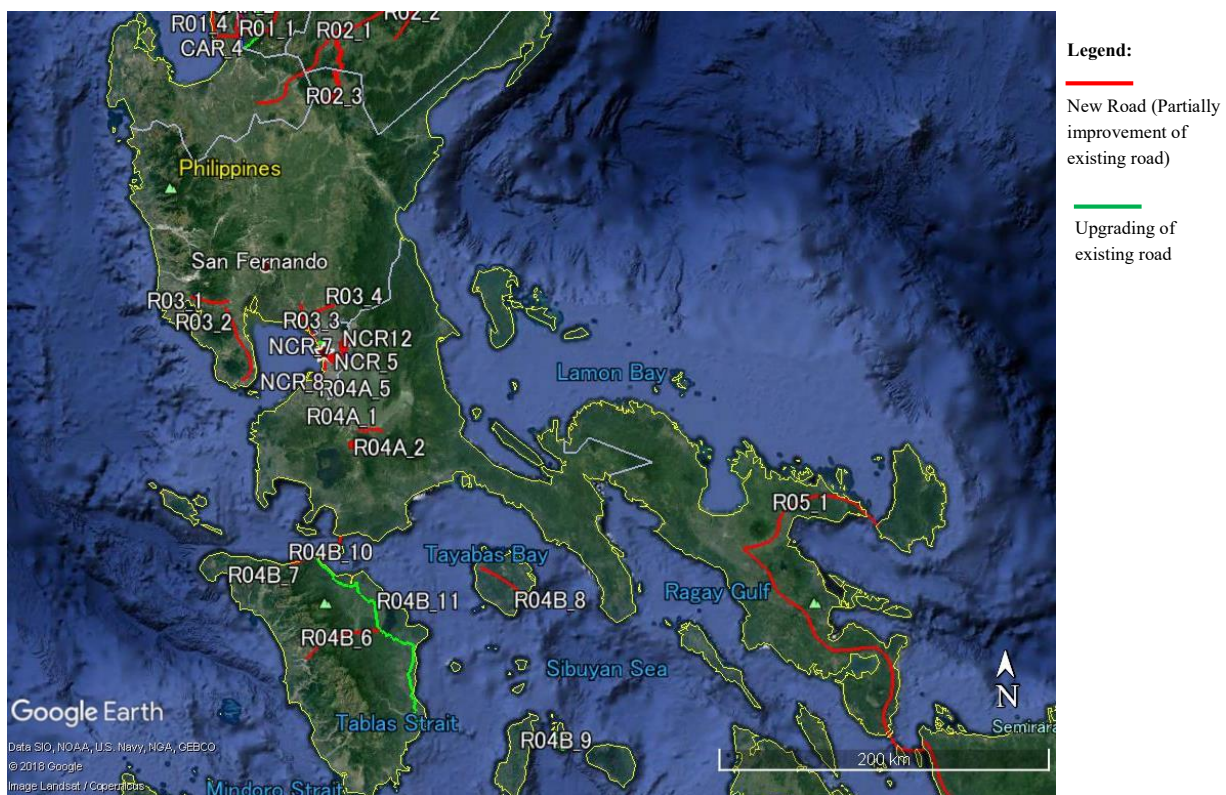 R01_4
R01_1
CAR_4
R02_1
R02_2
R02_3
Philippines
San Fernando
R03_1
R03_2
R03_4
R03_3
NCR_7
NCR12
NCR_5
NCR_8
R04A_5
R04A_1
R04A_2
Lamon Bay
R05_1
R04B_10
R04B_7
R04B_11
R04B_6
Tayabas Bay
R04B_8
Ragay Gulf
Sibuyan Sea
R04B_9
Tablas Strait
Mindoro Strait
Semirara
N
200 km
Google Earth
Data SIO, NOAA, U.S. Navy, NGA, GEBCO
© 2018 Google
Image Landsat / Copernicus
Legend:
New Road (Partially
improvement of
existing road)
Upgrading of
existing road